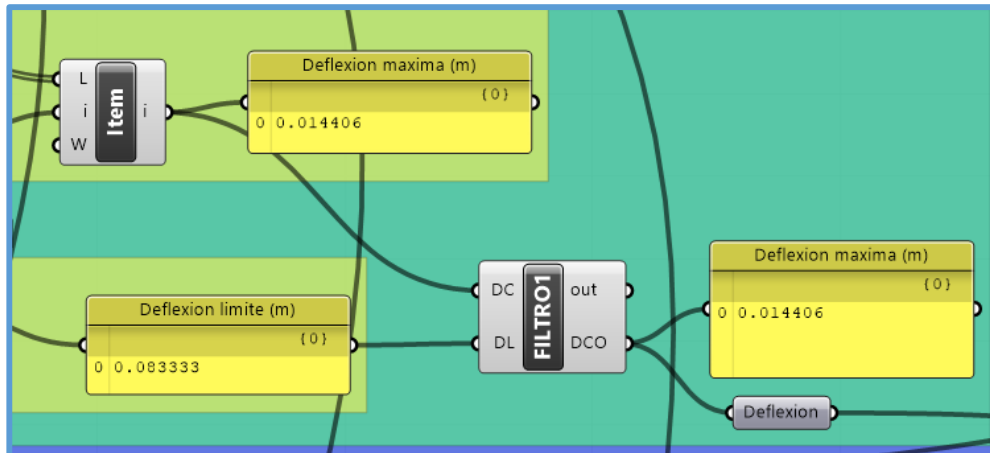 L
i
W
Item
i
Deflexion maxima (m)
{0}
0 0.014406
Deflexion limite (m)
{0}
0 0.083333
DC
DL
FILTRO1
out
DCO
Deflexion maxima (m)
{0}
0 0.014406
Deflexion